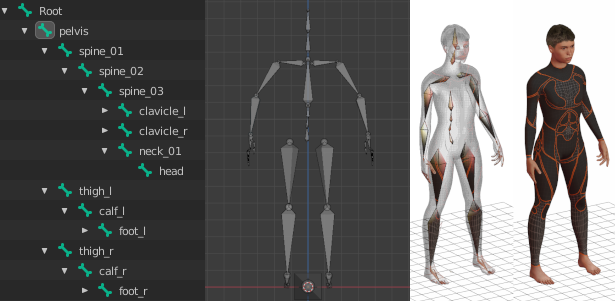 Root
pelvis
spine_01
spine_02
spine_03
clavicle_l
clavicle_r
neck_01
head
thigh_l
calf_l
foot_l
thigh_r
calf_r
foot_r